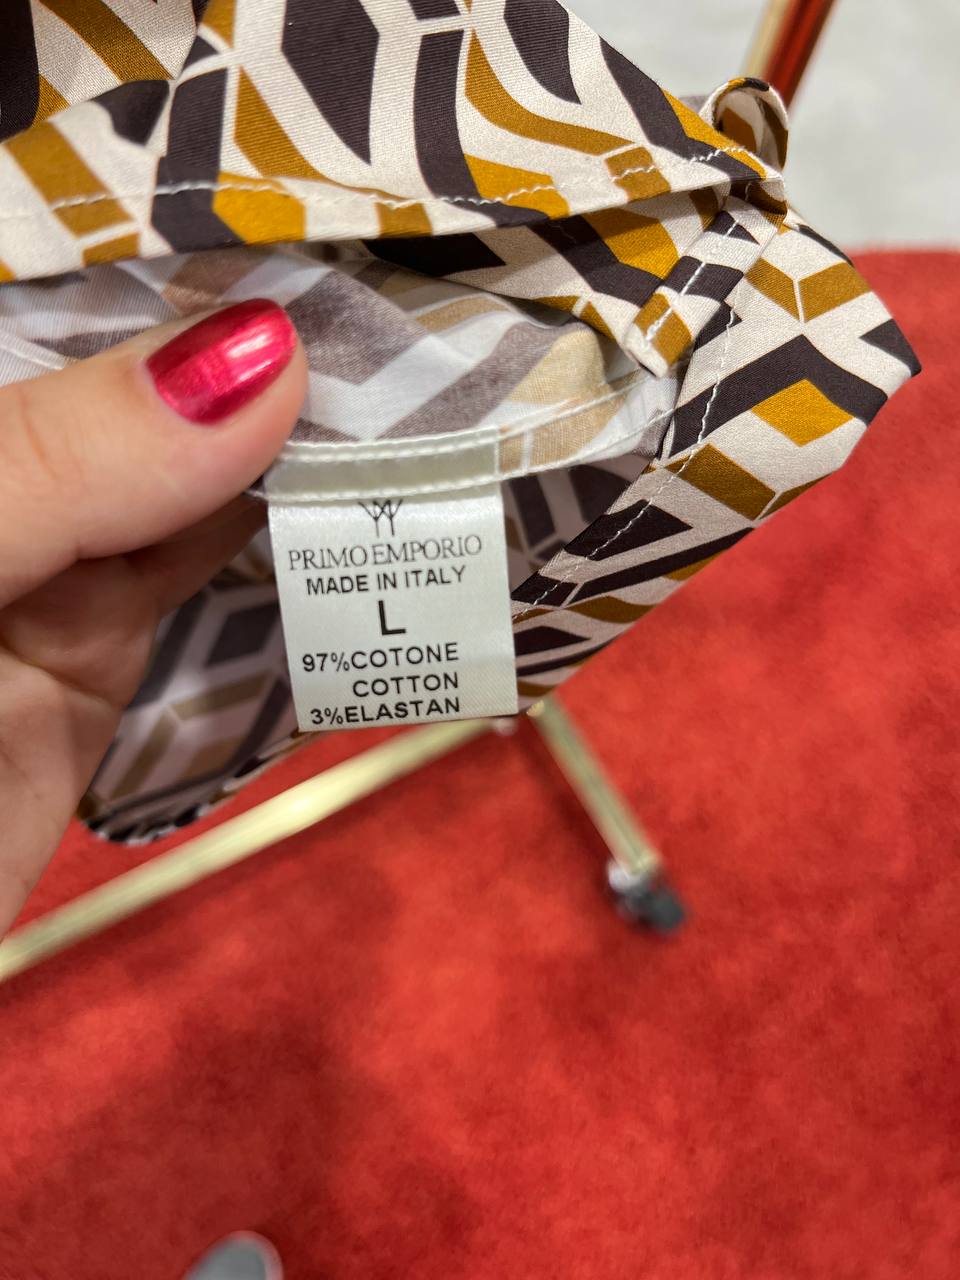 PRIMO EMPORIO
MADE IN ITALY
L
97%COTONE
COTTON
3%ELASTAN